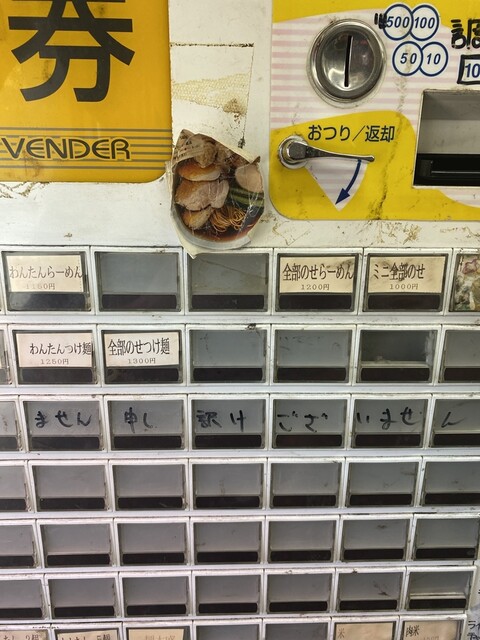 券
VENDER
500 100
50 10
おつり／返却
わんたんらーめん
全部のせらーめん
1200円
ミニ全部のせ
1000円
わんたんつけ麺
1250円
全部のせつけ麺
1300円
ません 申し 訳け ござ いませ ん